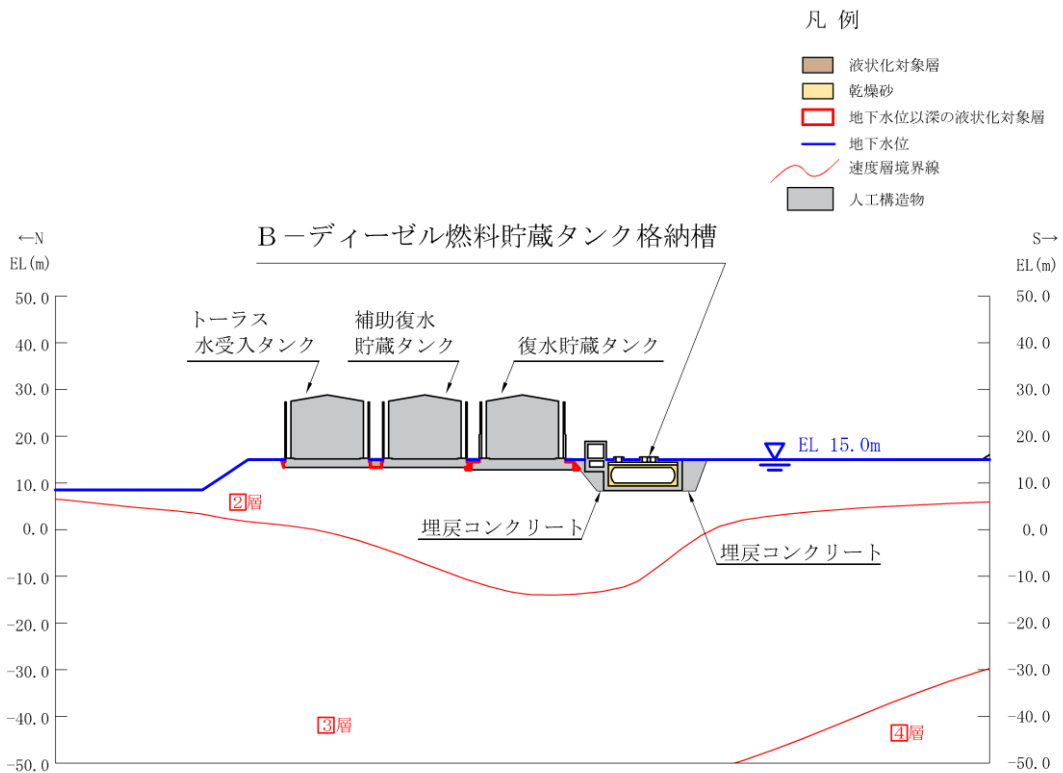 凡 例
液状化対象層
乾燥砂
地下水位以深の液状化対象層
地下水位
速度層境界線
人工構造物
←N
EL(m)
S→
EL(m)
B－ディーゼル燃料貯蔵タンク格納槽
トーラス
水受入タンク
補助復水
貯蔵タンク
復水貯蔵タンク
EL 15.0m
埋戻コンクリート
埋戻コンクリート
②層
③層
④層
50.0
40.0
30.0
20.0
10.0
0.0
-10.0
-20.0
-30.0
-40.0
-50.0
50.0
40.0
30.0
20.0
10.0
0.0
-10.0
-20.0
-30.0
-40.0
-50.0